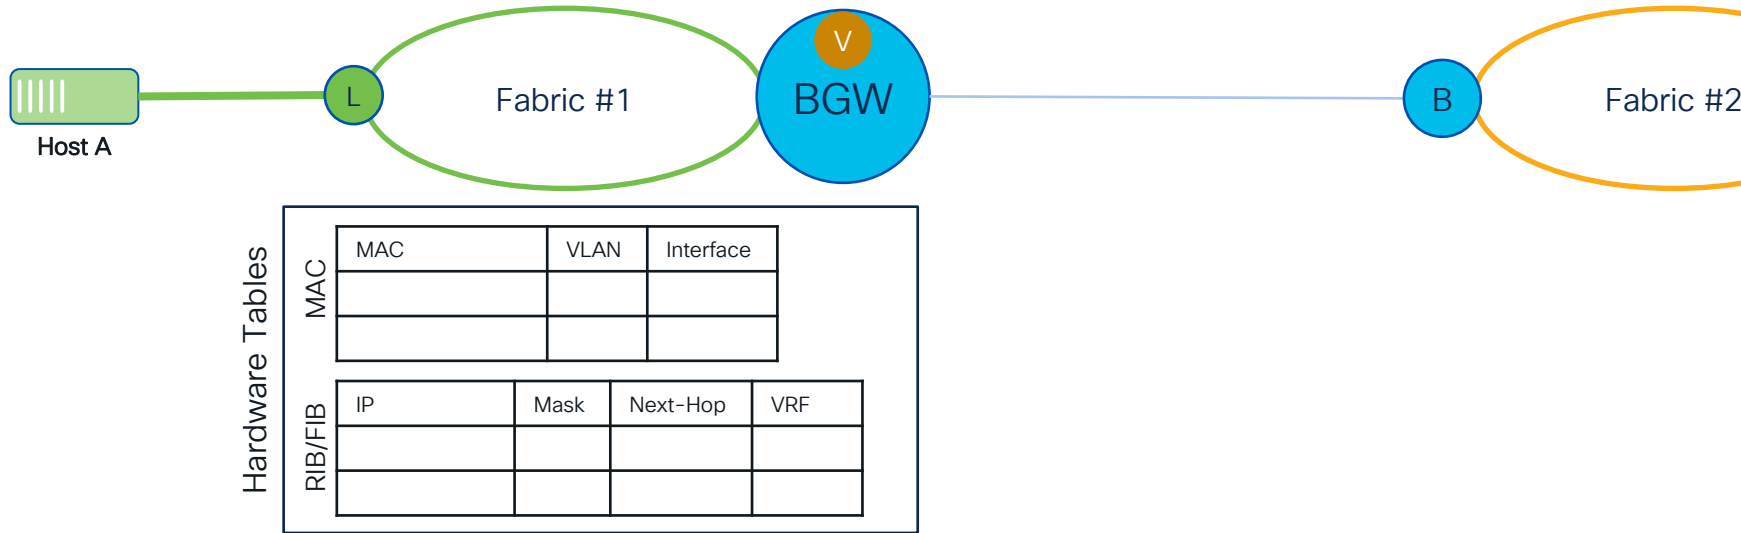 V
L
Fabric #1
BGW
B
Fabric #2
Host A
Hardware Tables
MAC
MAC VLAN Interface
RIB/FIB
IP Mask Next-Hop VRF